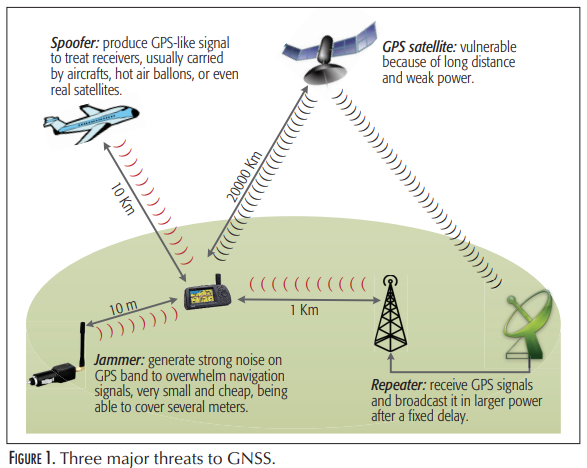 Spoofer: produce GPS-like signal
to treat receivers, usually carried
by aircrafts, hot air ballons, or even
real satellites.
GPS satellite: vulnerable
because of long distance
and weak power.
10 Km
20000 Km
10 m
1 Km
Jammer: generate strong noise on
GPS band to overwhelm navigation
signals, very small and cheap, being
able to cover several meters.
Repeater: receive GPS signals
and broadcast it in larger power
after a fixed delay.
FIGURE 1. Three major threats to GNSS.